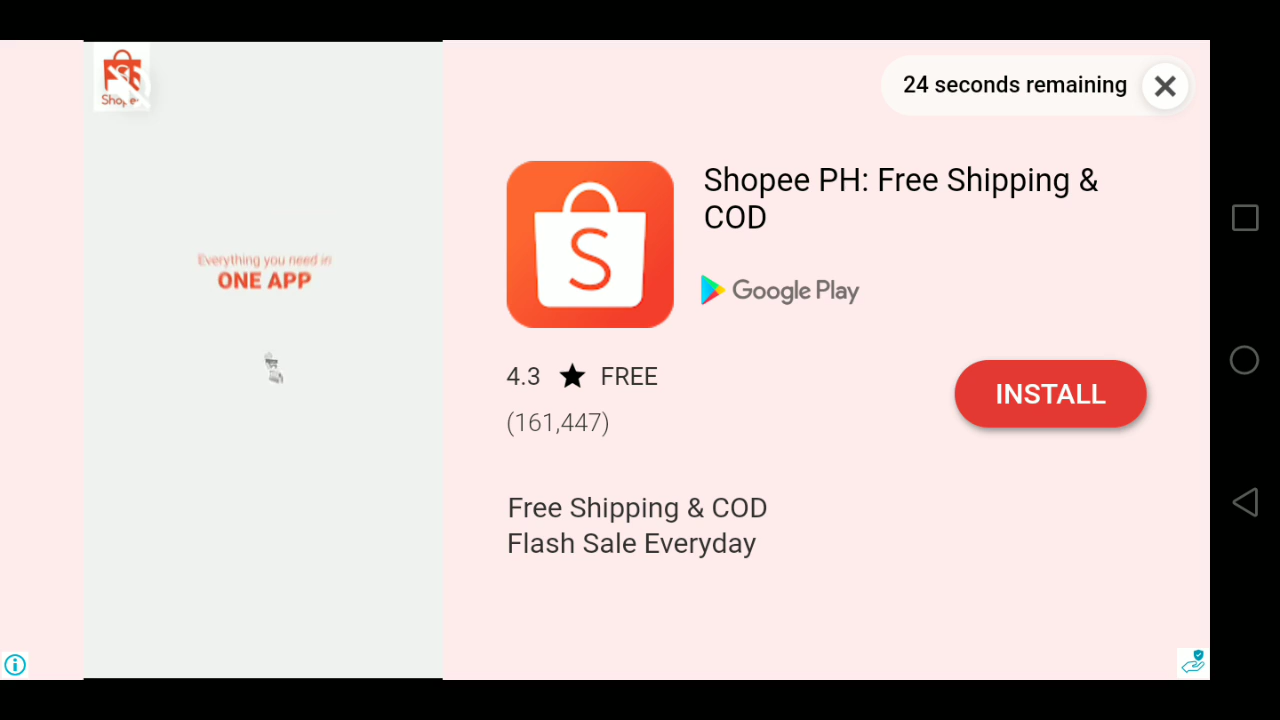 Shopee
Everything you need in
ONE APP
24 seconds remaining
S
Shopee PH: Free Shipping &
COD
Google Play
4.3 ★ FREE
(161,447)
INSTALL
Free Shipping & COD
Flash Sale Everyday